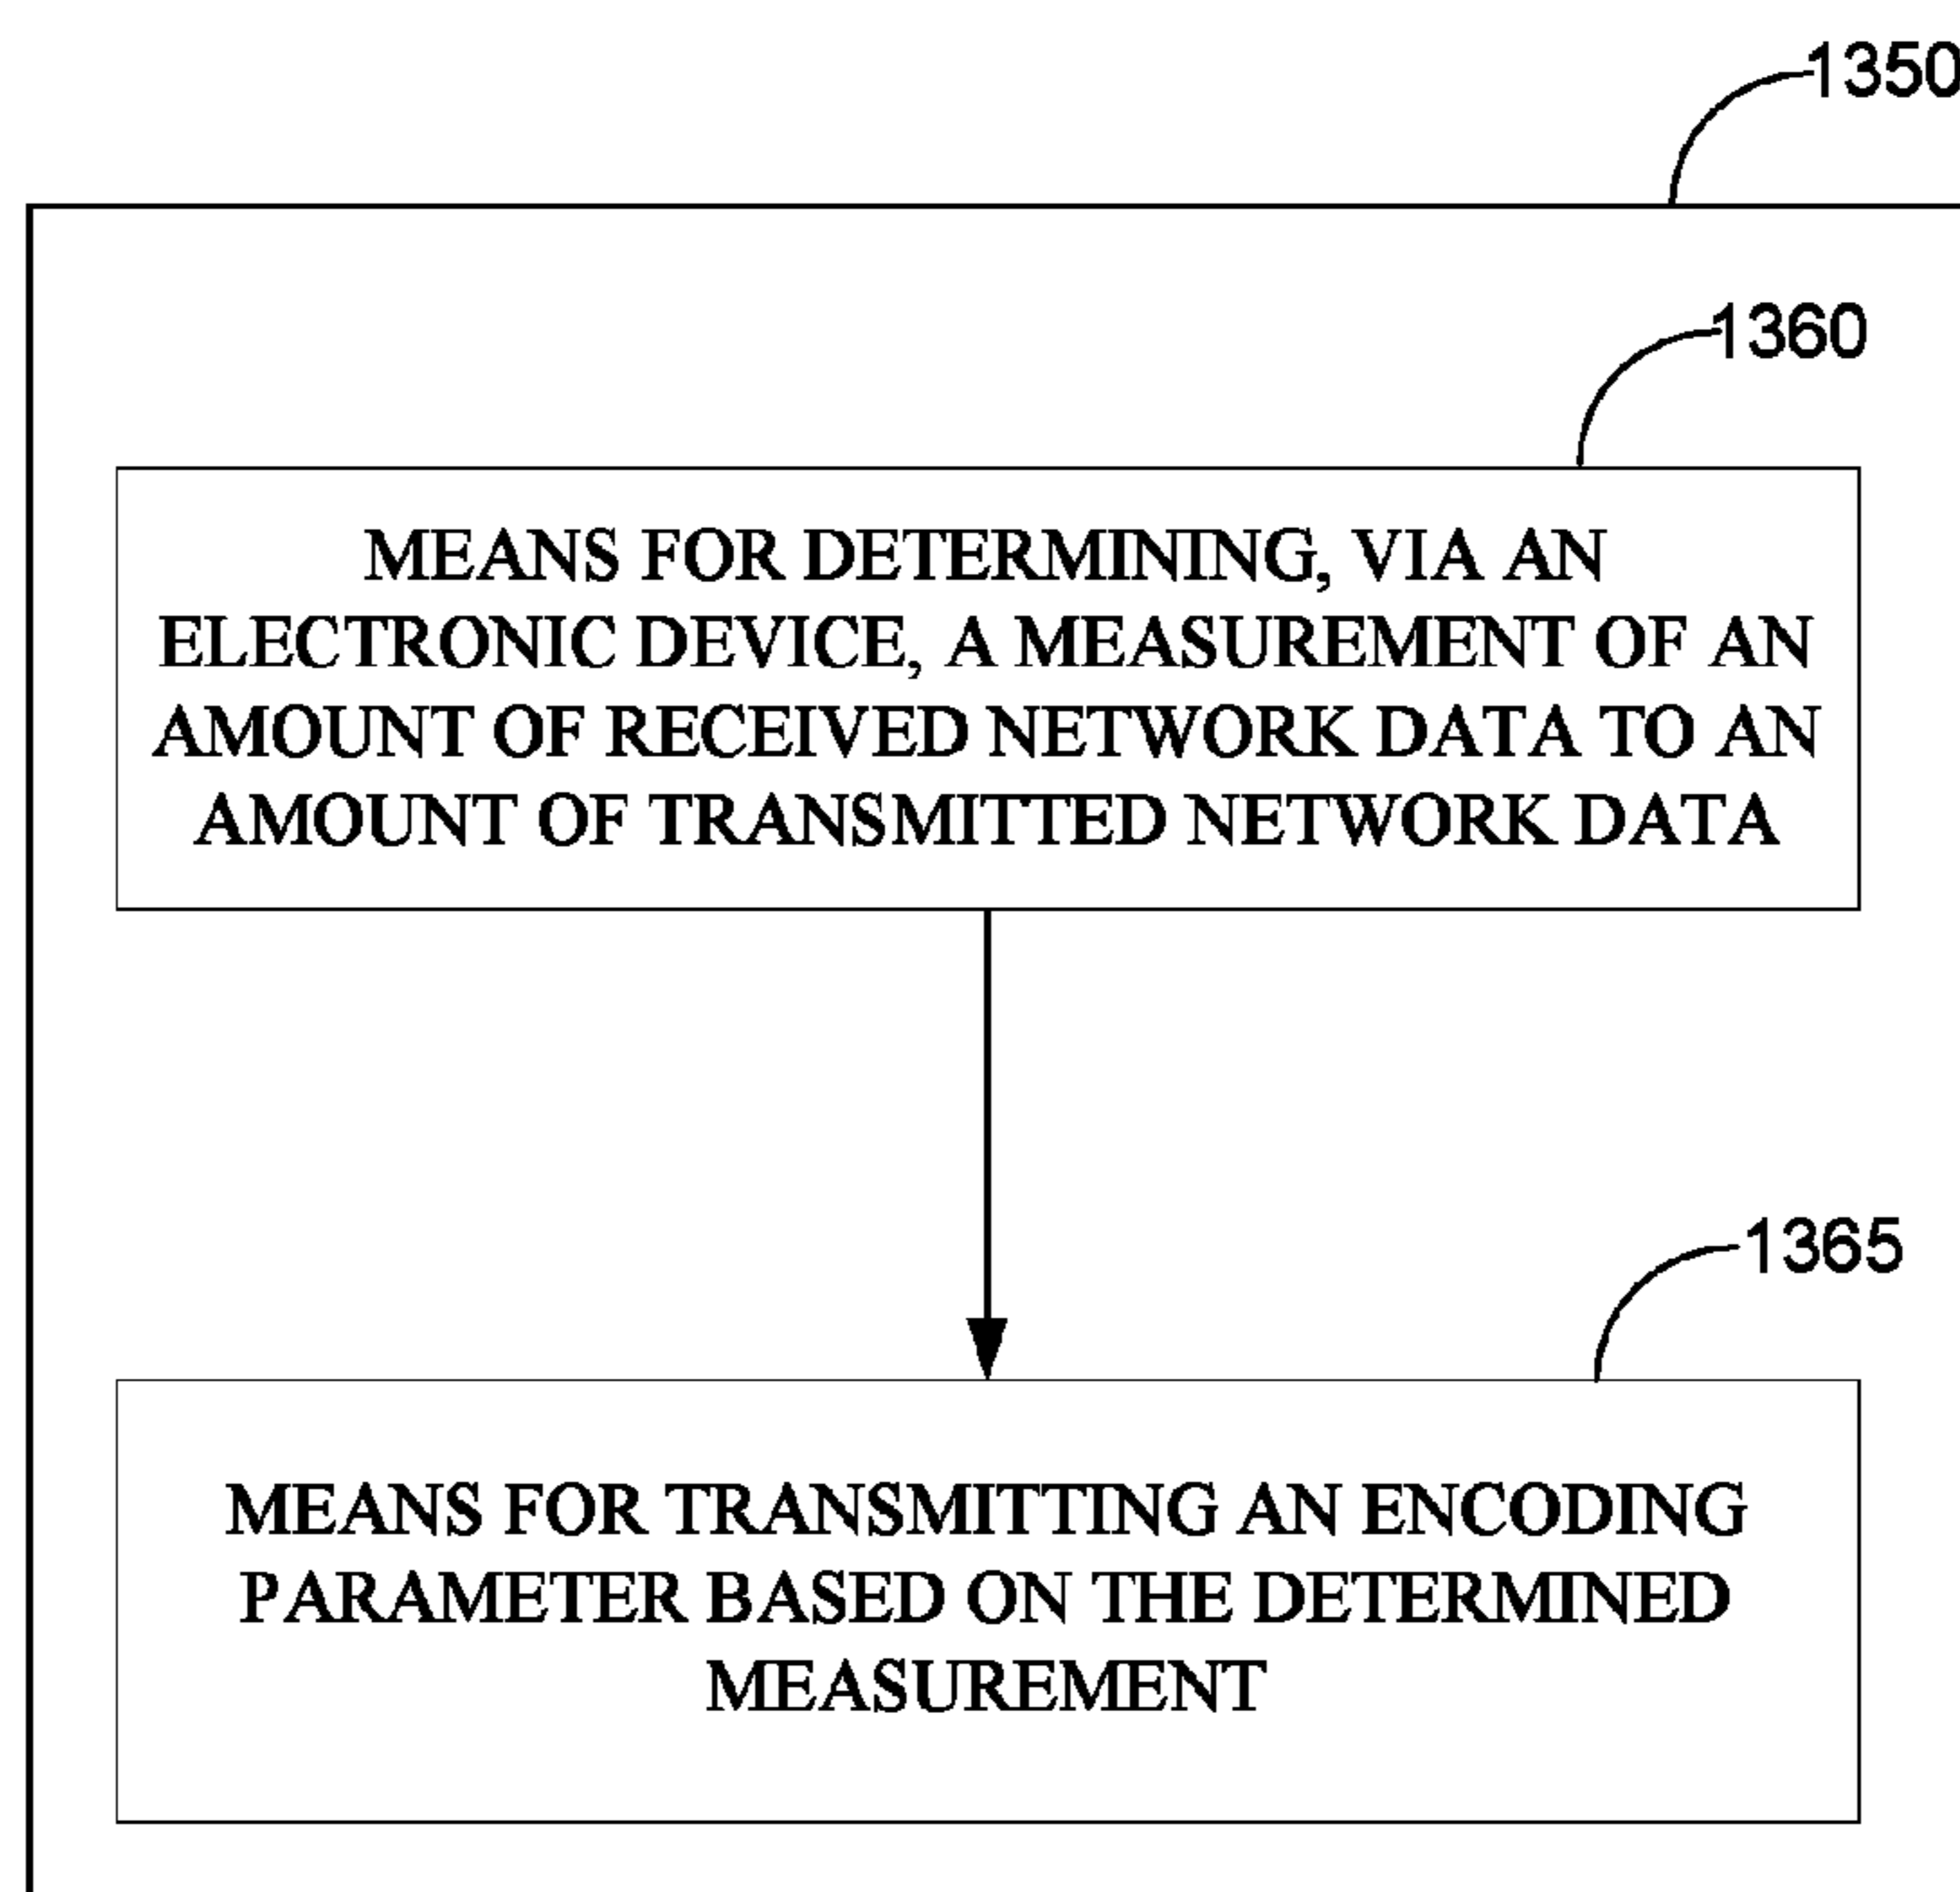 1350
1360
MEANS FOR DETERMINING, VIA AN
ELECTRONIC DEVICE, A MEASUREMENT OF AN
AMOUNT OF RECEIVED NETWORK DATA TO AN
AMOUNT OF TRANSMITTED NETWORK DATA
1365
MEANS FOR TRANSMITTING AN ENCODING
PARAMETER BASED ON THE DETERMINED
MEASUREMENT